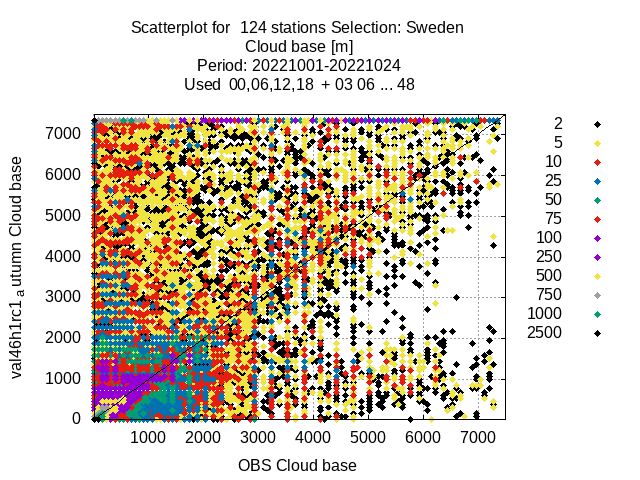 Scatterplot for 124 stations Selection: Sweden
Cloud base [m]
Period: 20221001-20221024
Used 00,06,12,18 + 03 06 ... 48
val46h1rc1_autumn Cloud base
7000
6000
5000
4000
3000
2000
1000
0
1000 2000 3000 4000 5000 6000 7000
OBS Cloud base
2
5
10
25
50
75
100
250
500
750
1000
2500